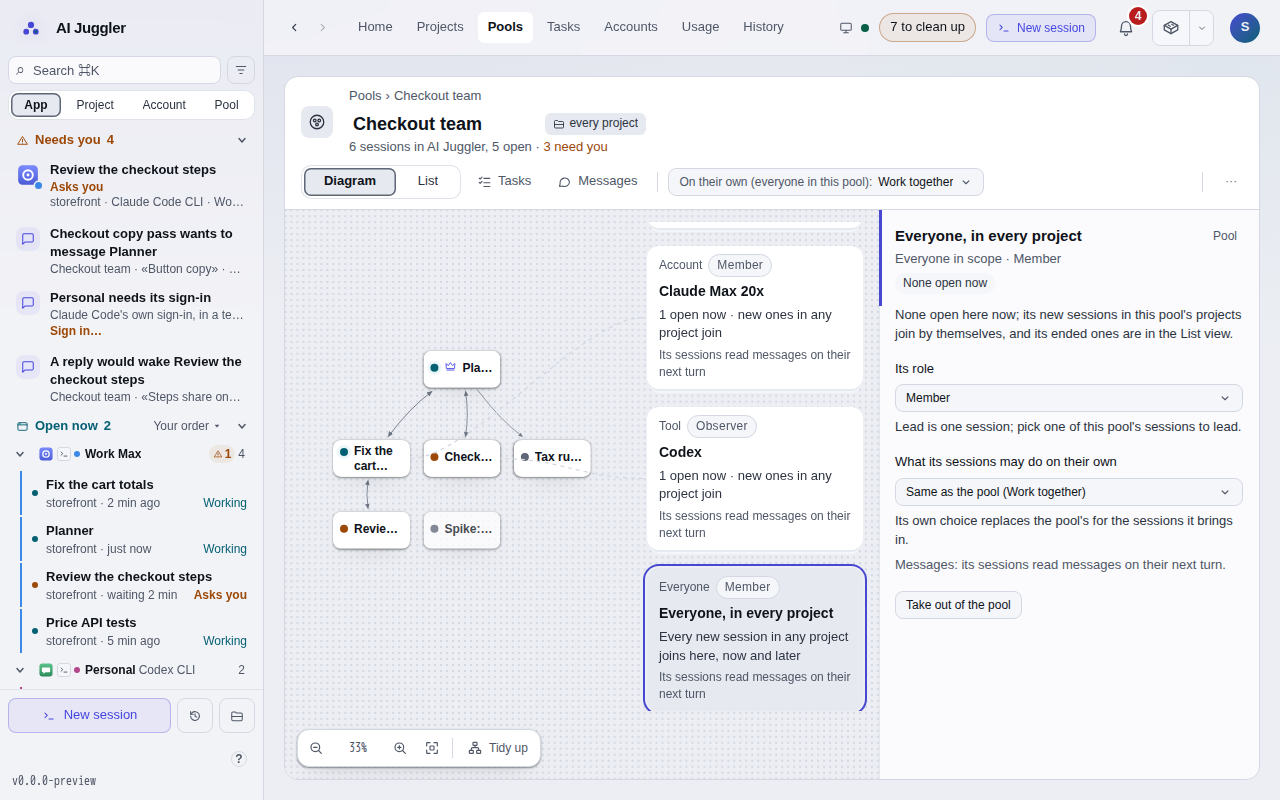 AI Juggler
Search ⌘K
App Project Account Pool
Needs you 4
Review the checkout steps
Asks you
storefront · Claude Code CLI · Wo…
Checkout copy pass wants to
message Planner
Checkout team · «Button copy» · …
Personal needs its sign-in
Claude Code's own sign-in, in a te…
Sign in…
A reply would wake Review the
checkout steps
Checkout team · «Steps share on…
Open now 2 Your order
Work Max 1 4
Fix the cart totals
storefront · 2 min ago Working
Planner
storefront · just now Working
Review the checkout steps
storefront · waiting 2 min Asks you
Price API tests
storefront · 5 min ago Working
Personal Codex CLI 2
New session
?
v0.0.0-preview
Home Projects Pools Tasks Accounts Usage History
7 to clean up
New session
4
S
Pools › Checkout team
Checkout team every project
6 sessions in AI Juggler, 5 open · 3 need you
Diagram List Tasks Messages
On their own (everyone in this pool): Work together
Pla…
Fix the
cart…
Check…
Tax ru…
Revie…
Spike:…
Account Member
Claude Max 20x
1 open now · new ones in any
project join
Its sessions read messages on their
next turn
Tool Observer
Codex
1 open now · new ones in any
project join
Its sessions read messages on their
next turn
Everyone Member
Everyone, in every project
Every new session in any project
joins here, now and later
Its sessions read messages on their
next turn
33% Tidy up
Everyone, in every project Pool
Everyone in scope · Member
None open now
None open here now; its new sessions in this pool's projects
join by themselves, and its ended ones are in the List view.
Its role
Member
Lead is one session; pick one of this pool's sessions to lead.
What its sessions may do on their own
Same as the pool (Work together)
Its own choice replaces the pool's for the sessions it brings
in.
Messages: its sessions read messages on their next turn.
Take out of the pool